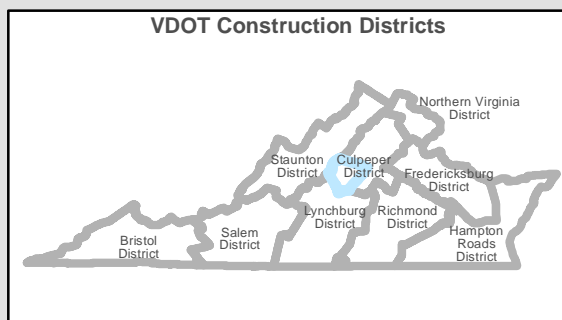 VDOT Construction Districts
Northern Virginia
District
Staunton
District
Culpeper
District
Fredericksburg
District
Lynchburg
District
Richmond
District
Hampton
Roads
District
Salem
District
Bristol
District